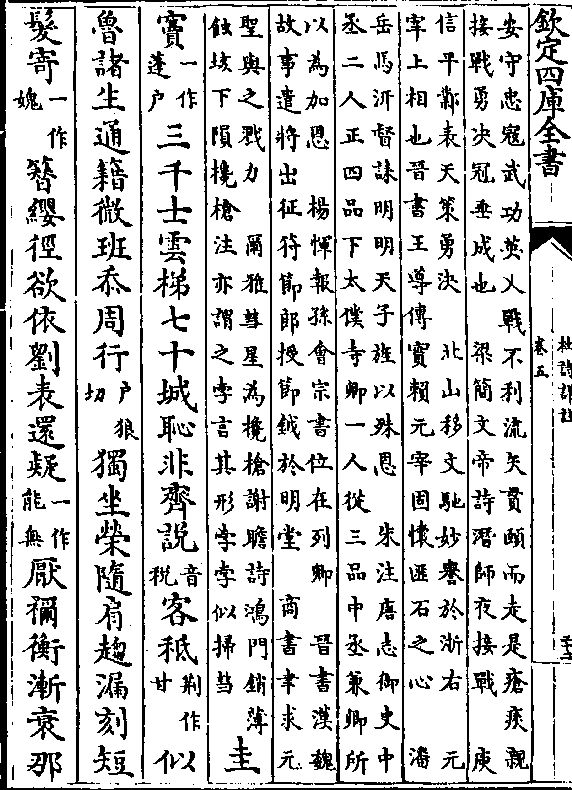 欽定四庫全書
杜詩詳註
卷五
安守忠寇武功英乂戰不利流矢貫頤而走是瘡痍親
接戰勇决冠垂成也　梁簡文帝詩潛師夜接戰　庾
信平鄴表天策勇決　北山移文馳妙譽於浙右　元
宰上相也晉書王導傳實賴元宰固懷匪石之心　潘
岳馬汧督誄明明天子旌以殊恩　朱注唐志御史中
丞二人正四品下太僕寺卿一人從三品中丞兼卿所
以為加恩　楊惲報孫會宗書位在列卿　晉書漢魏
故事遣將出征符節郎授節鉞於明堂　商書聿求元
聖與之戮力　爾雅彗星為欃槍謝瞻詩鴻門銷薄
蝕垓下隕欃槍注亦謂之孛言其形孛孛似掃彗
圭
竇一作蓬户三千士雲梯七十城恥非齊説音税客秪荆作甘似
魯諸生通籍微班忝周行户狼切獨坐榮隨肩趨漏刻短
髮寄一作媿簪纓徑欲依劉表還疑一作能無厭禰衡漸衰那